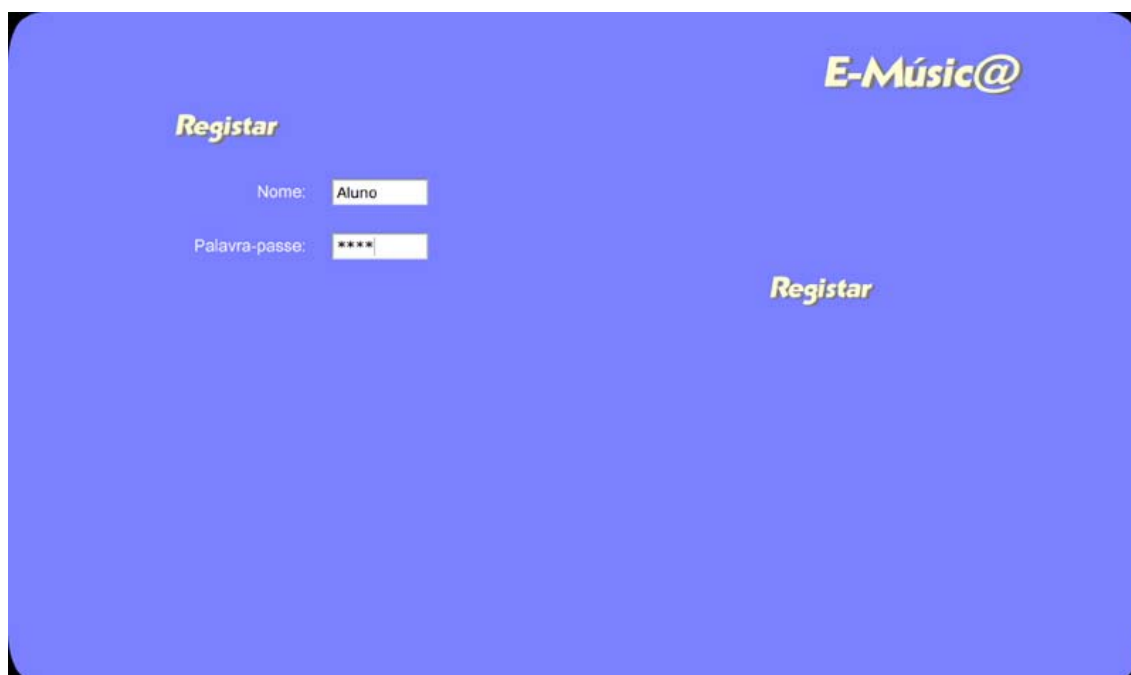 E-Músic@
Registar
Nome: Aluno
Palavra-passe: ****
Registar